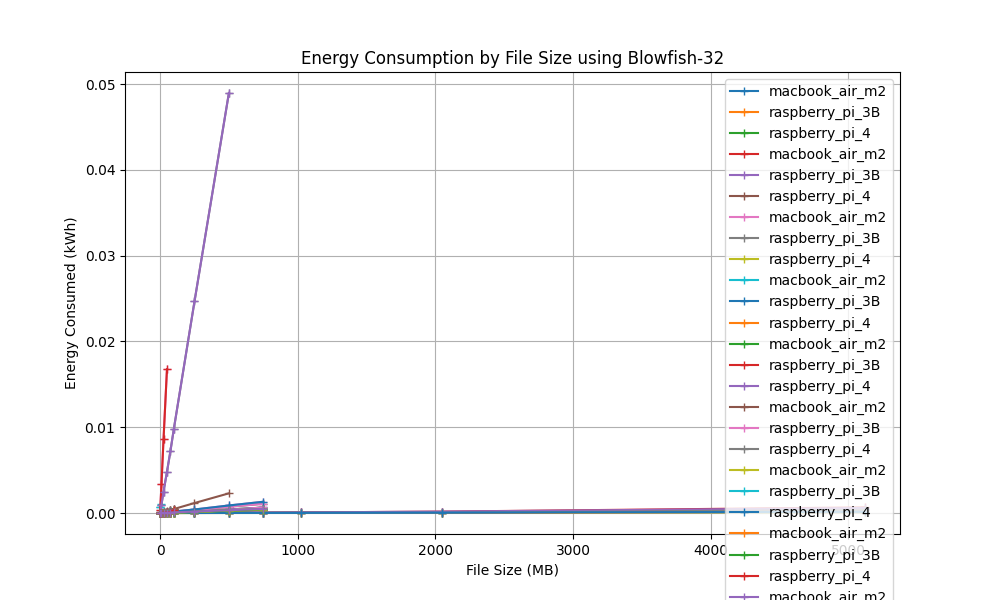 Energy Consumption by File Size using Blowfish-32
Energy Consumed (kWh)
0.05
0.04
0.03
0.02
0.01
0.00
0
1000
2000
3000
4000
5000
File Size (MB)
macbook_air_m2
raspberry_pi_3B
raspberry_pi_4
macbook_air_m2
raspberry_pi_3B
raspberry_pi_4
macbook_air_m2
raspberry_pi_3B
raspberry_pi_4
macbook_air_m2
raspberry_pi_3B
raspberry_pi_4
macbook_air_m2
raspberry_pi_3B
raspberry_pi_4
macbook_air_m2
raspberry_pi_3B
raspberry_pi_4
macbook_air_m2
raspberry_pi_3B
raspberry_pi_4
macbook_air_m2
raspberry_pi_3B
raspberry_pi_4
macbook_air_m2